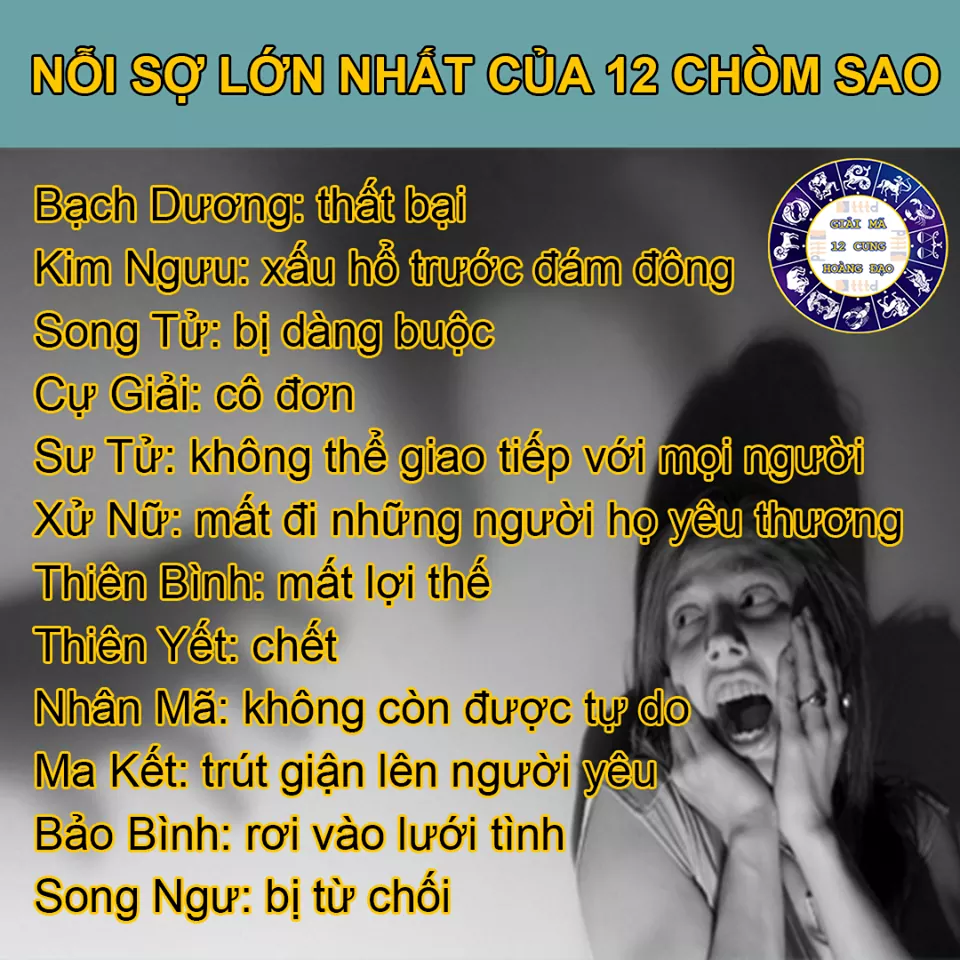 NỖI SỢ LỚN NHẤT CỦA 12 CHÒM SAO
Bạch Dương: thất bại
Kim Ngưu: xấu hổ trước đám đông
Song Tử: bị dàng buộc
Cự Giải: cô đơn
Sư Tử: không thể giao tiếp với mọi người
Xử Nữ: mất đi những người họ yêu thương
Thiên Bình: mất lợi thế
Thiên Yết: chết
Nhân Mã: không còn được tự do
Ma Kết: trút giận lên người yêu
Bảo Bình: rơi vào lưới tình
Song Ngư: bị từ chối
GIẢI MÃ
12 CUNG
HOÀNG ĐẠO